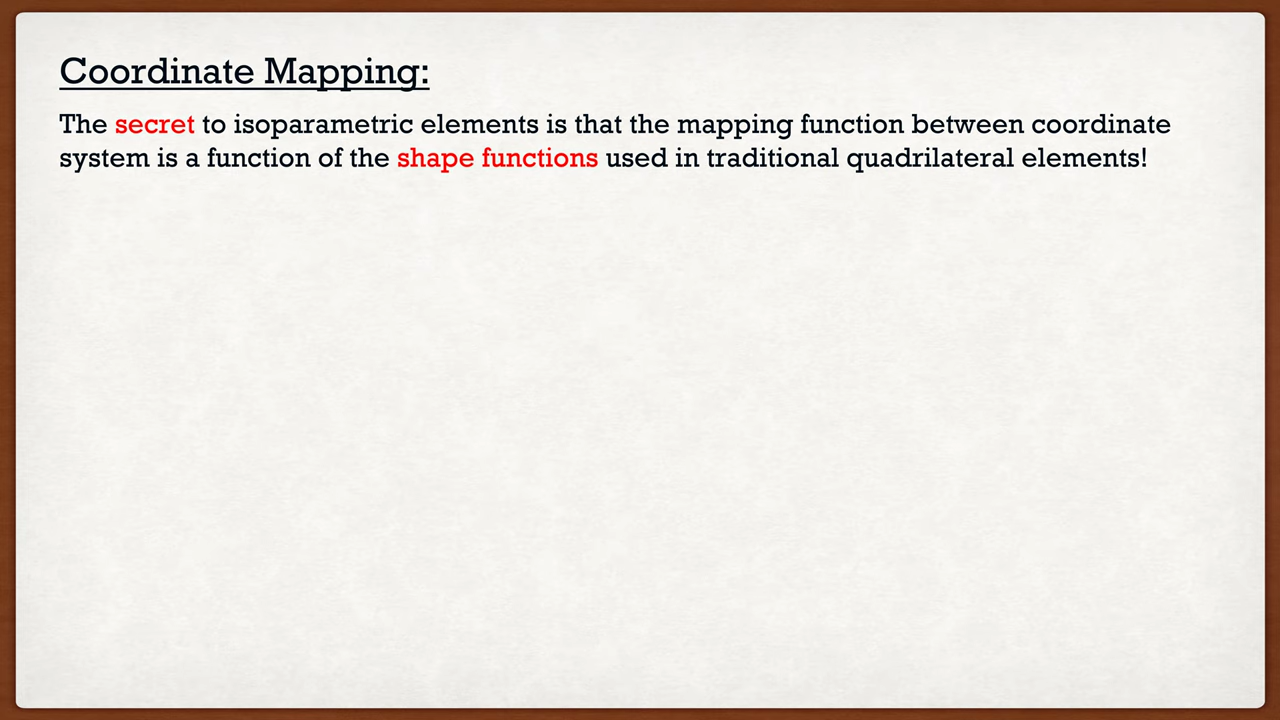 Coordinate Mapping:
The secret to isoparametric elements is that the mapping function between coordinate
system is a function of the shape functions used in traditional quadrilateral elements!